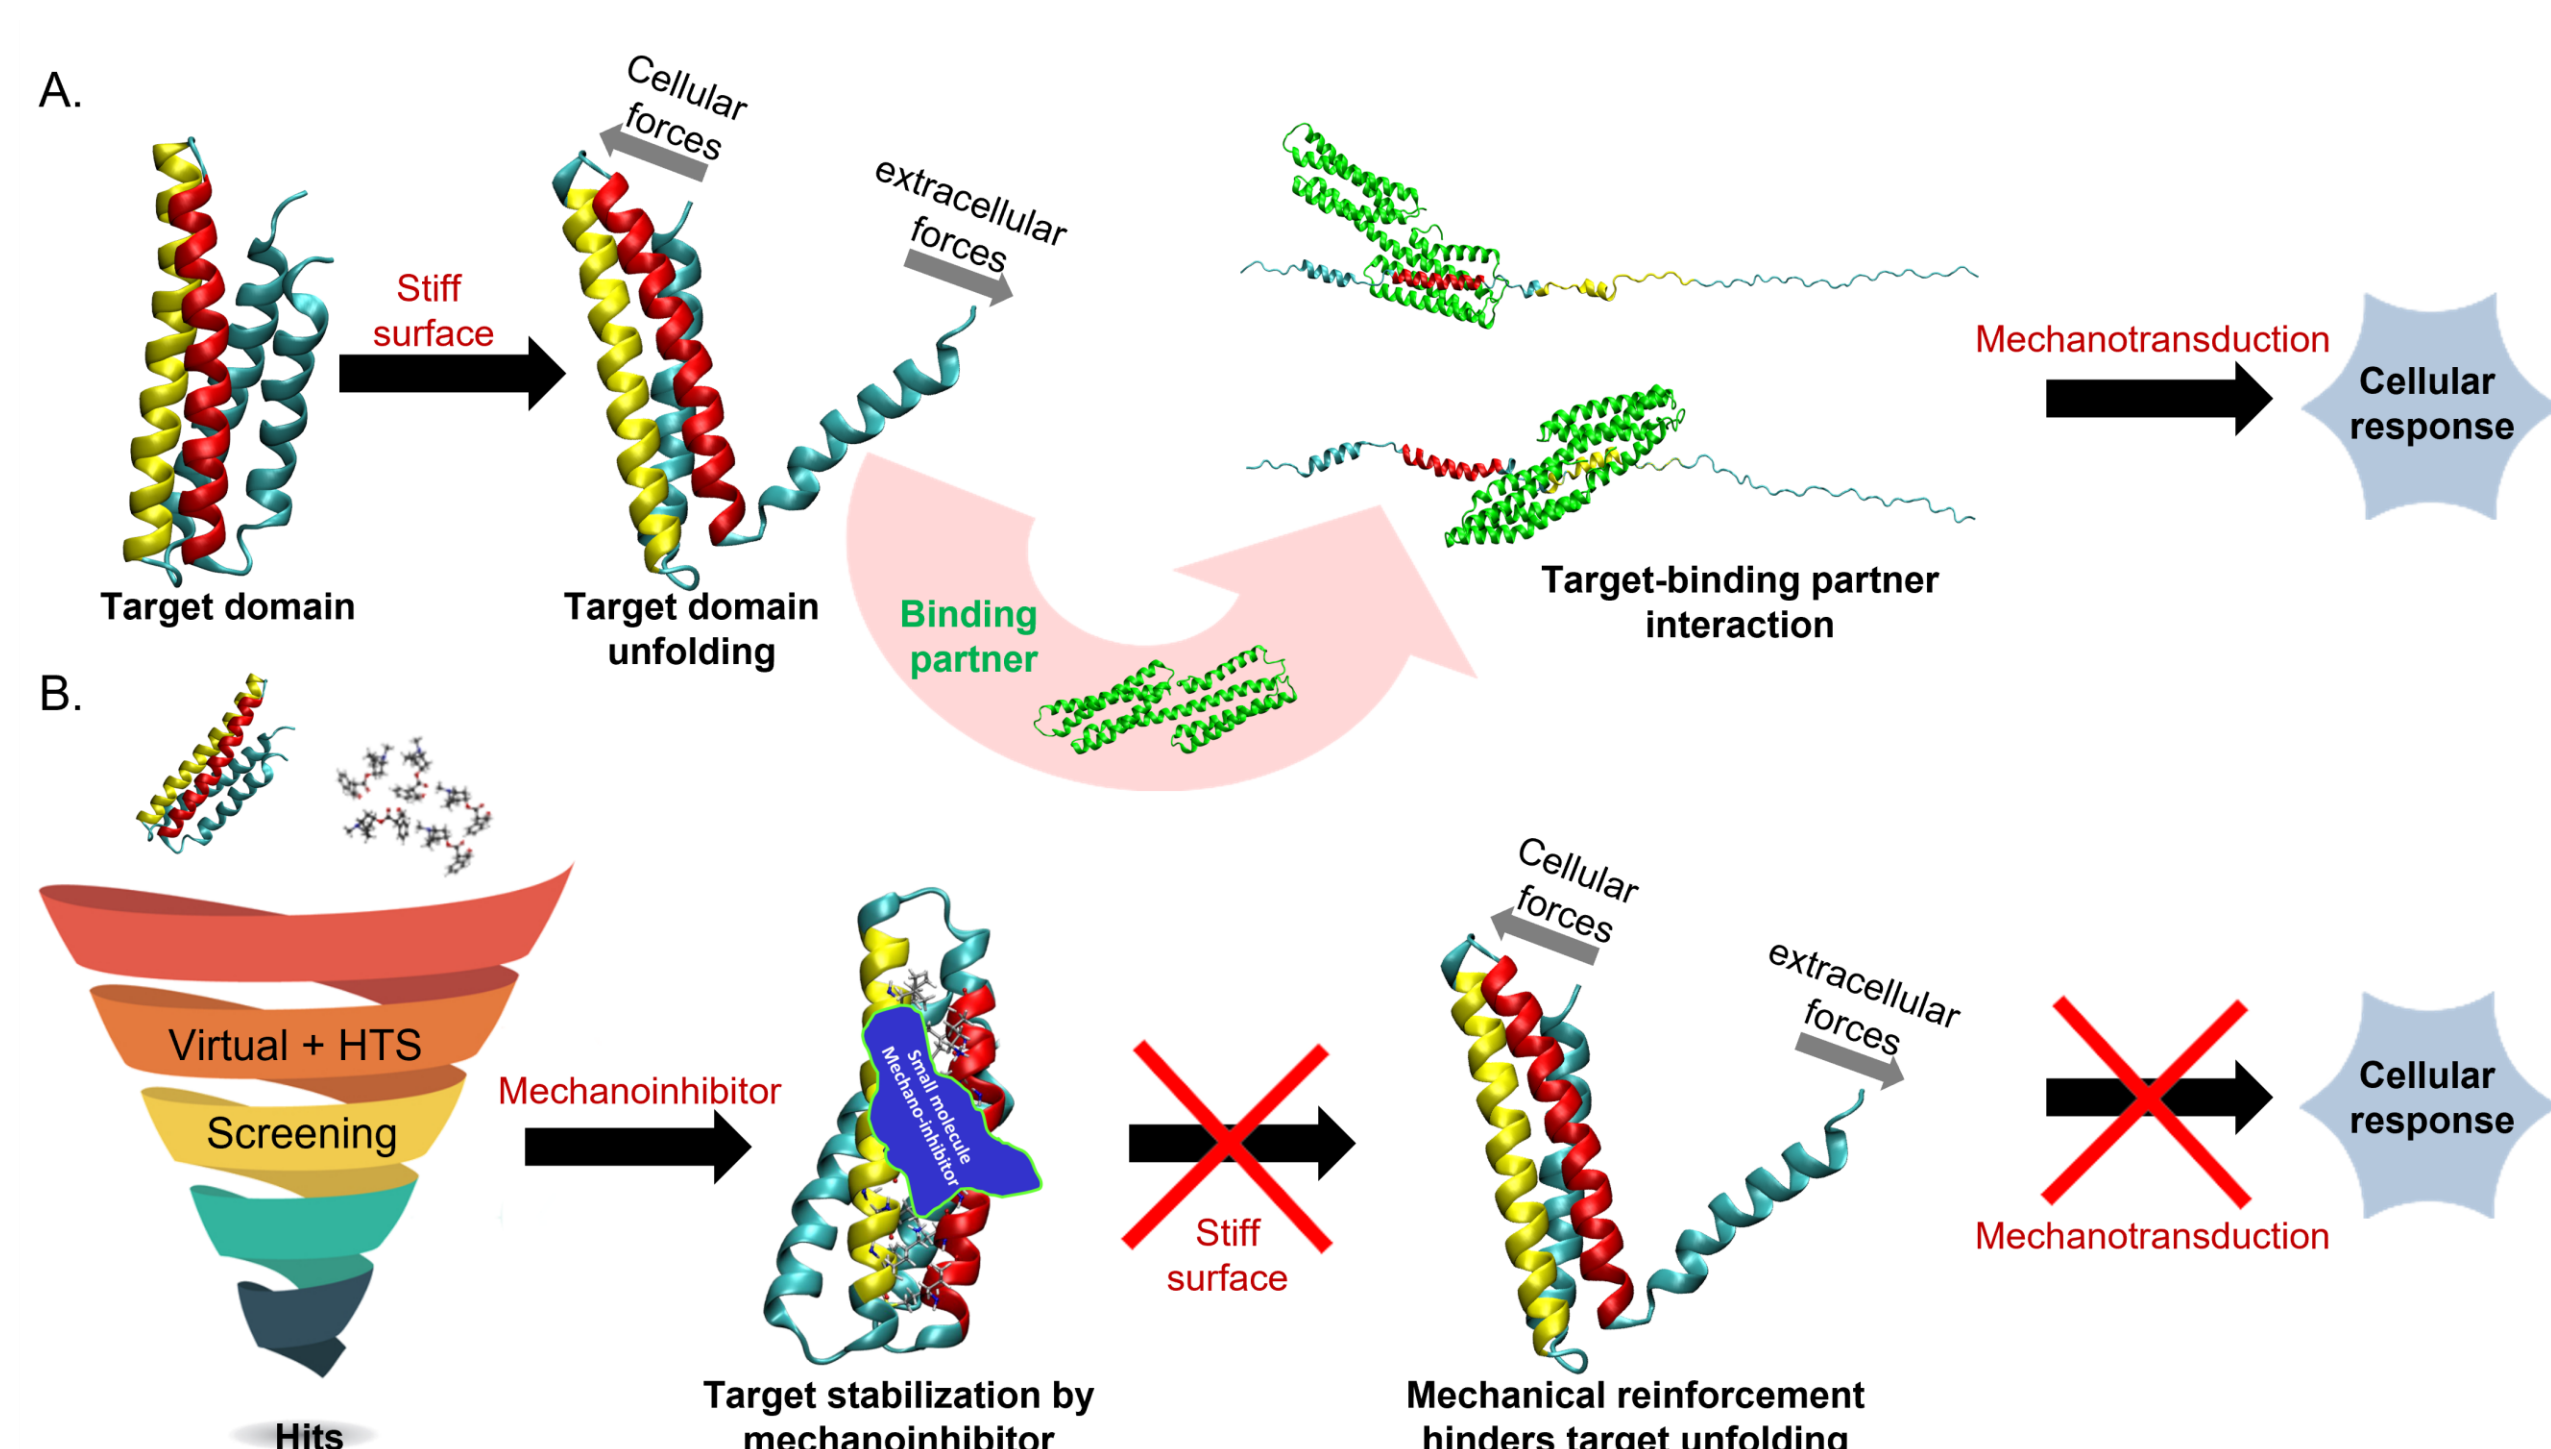 A.
Cellular
forces
extracellular
forces
Stiff
surface
Mechanotransduction
Cellular
response
Target domain
Target domain
unfolding
Binding
partner
Target-binding partner
interaction
B.
Virtual + HTS
Screening
Hits
Mechanoinhibitor
Small molecule
Mechano-inhibitor
Target stabilization by
mechanoinhibitor
Stiff
surface
Cellular
forces
extracellular
forces
Mechanical reinforcement
hinders target unfolding
Mechanotransduction
Cellular
response